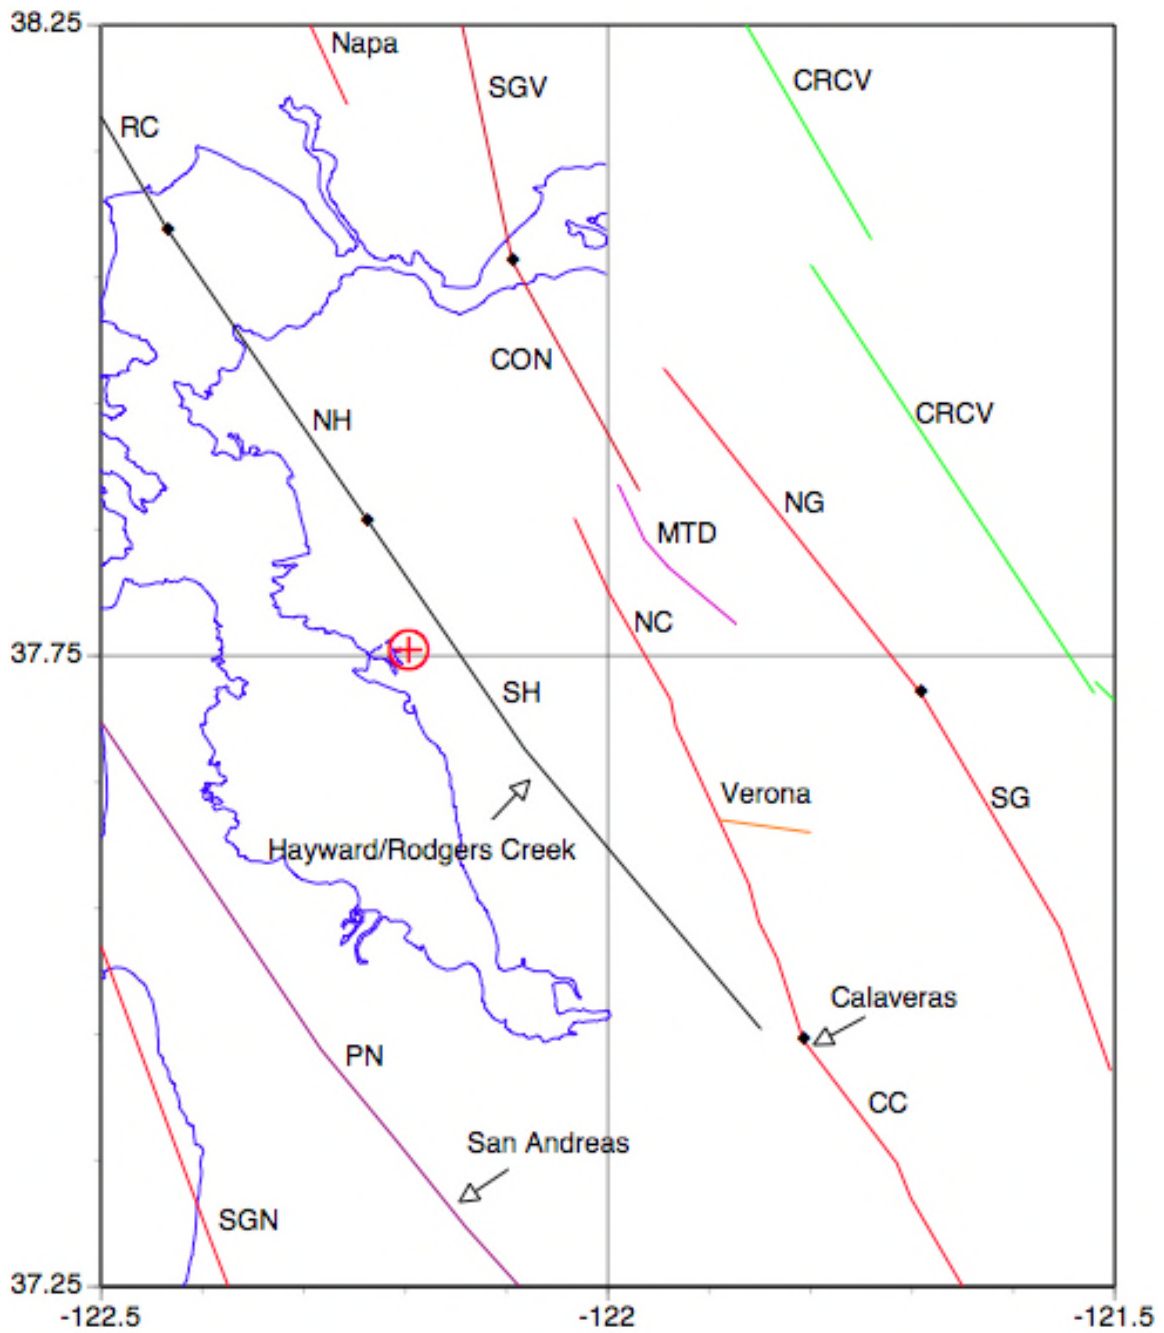 38.25
Napa
SGV
CRCV
RC
CON
NH
CRCV
NG
MTD
NC
37.75
SH
Verona
SG
Hayward/Rodgers Creek
Calaveras
PN
CC
San Andreas
SGN
37.25
-122.5
-122
-121.5